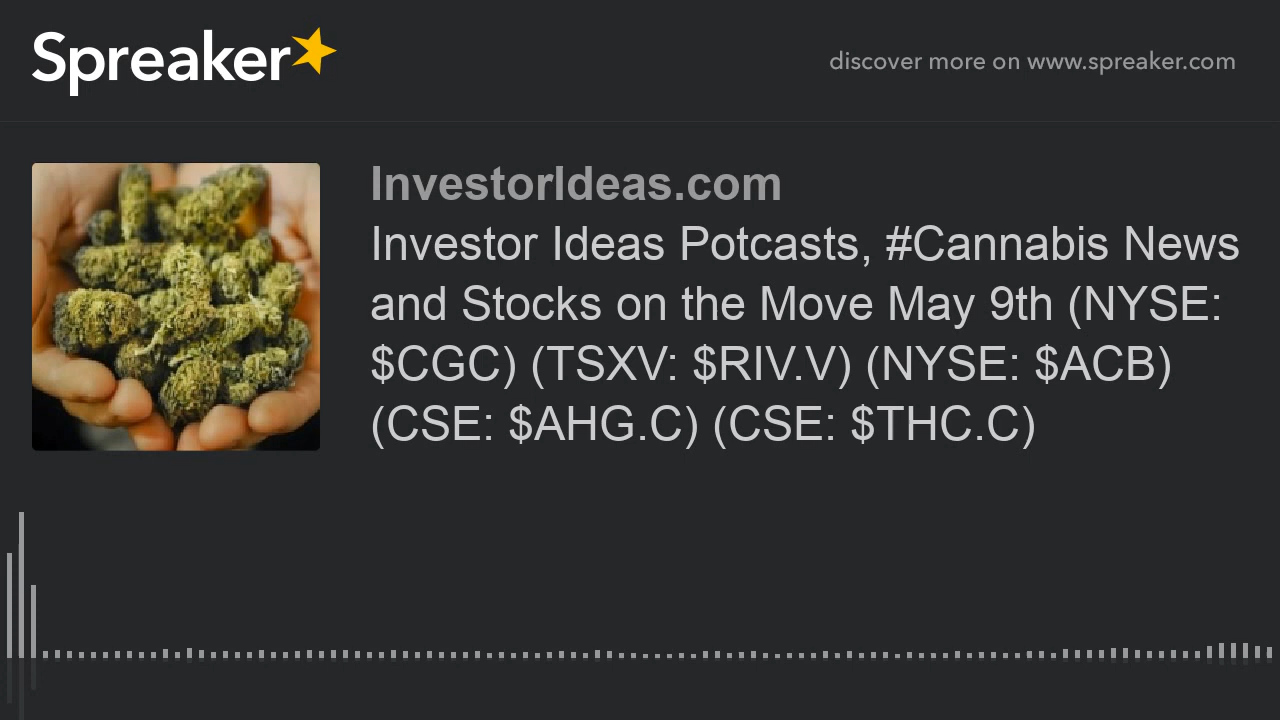 Spreaker
discover more on www.spreaker.com
InvestorIdeas.com
Investor Ideas Potcasts, #Cannabis News
and Stocks on the Move May 9th (NYSE:
$CGC) (TSXV: $RIV.V) (NYSE: $ACB)
(CSE: $AHG.C) (CSE: $THC.C)